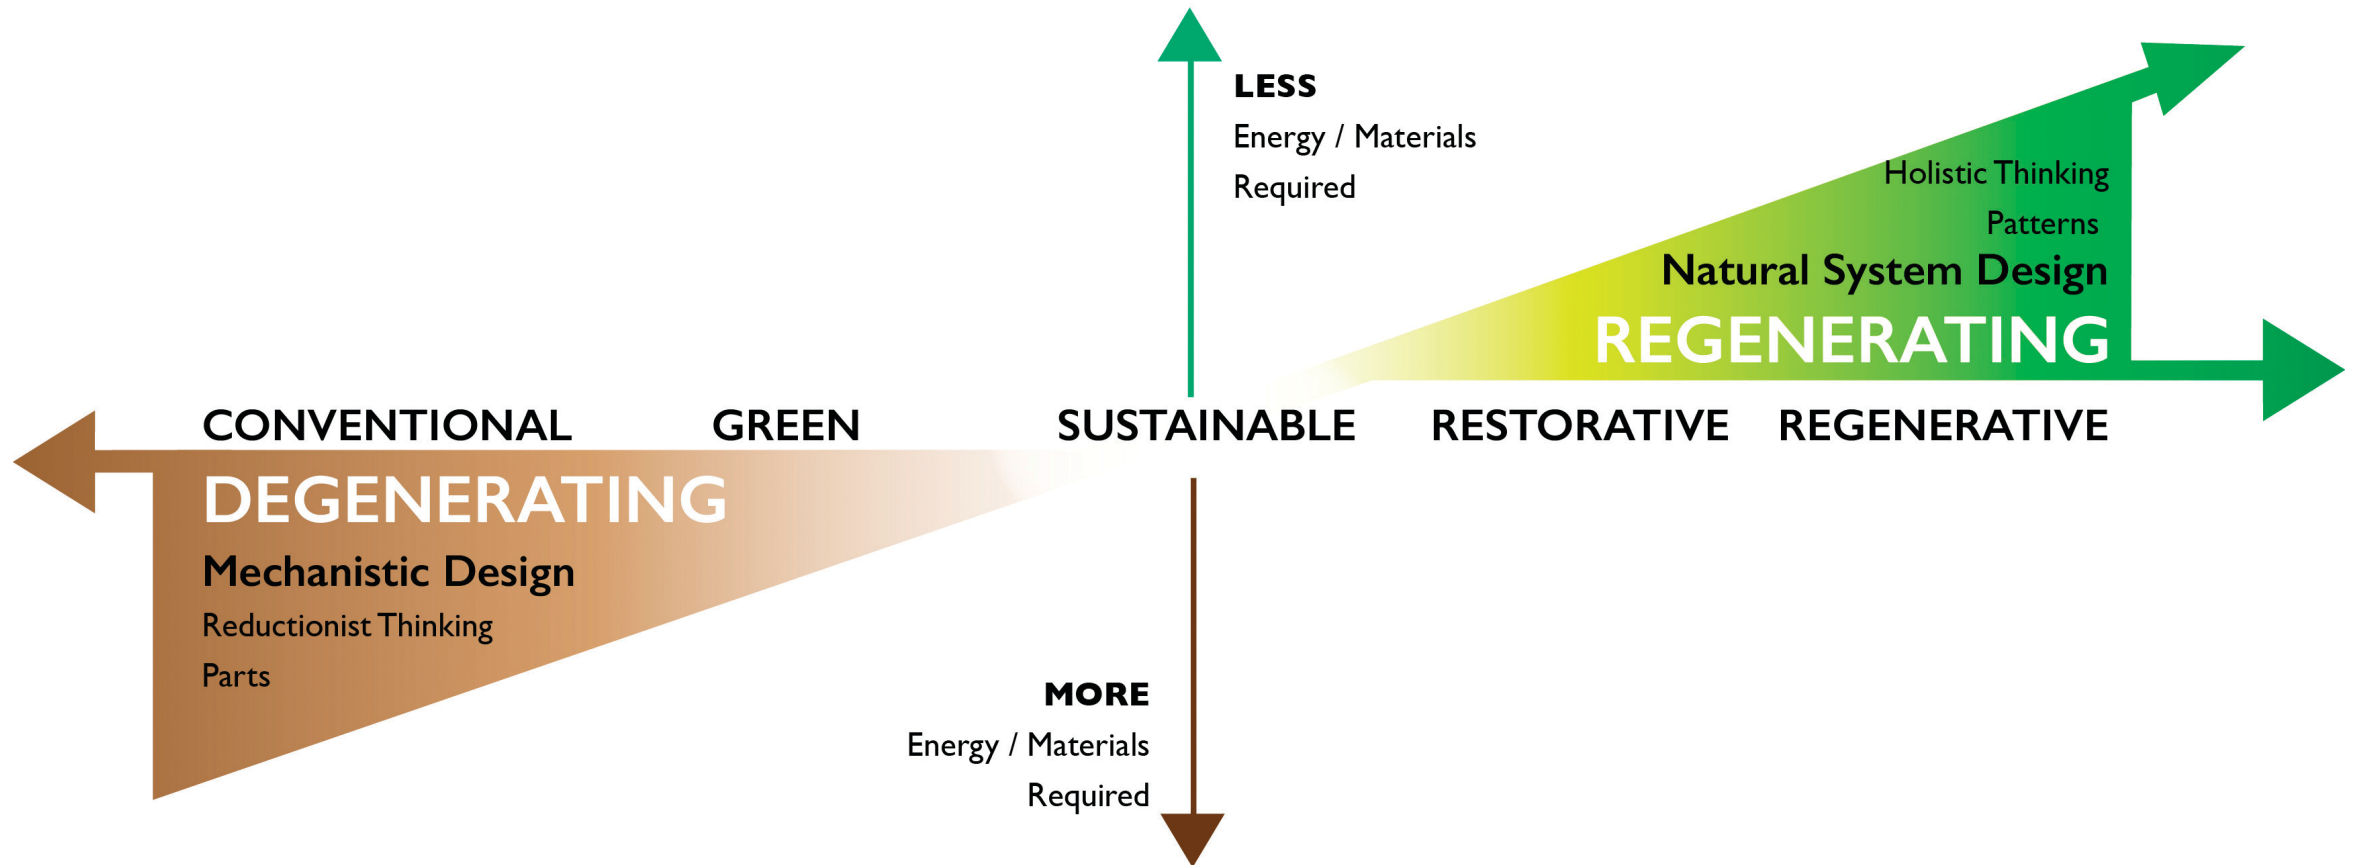 LESS
Energy / Materials
Required
Holistic Thinking
Patterns
Natural System Design
REGENERATING
CONVENTIONAL GREEN SUSTAINABLE RESTORATIVE REGENERATIVE
DEGENERATING
Mechanistic Design
Reductionist Thinking
Parts
MORE
Energy / Materials
Required